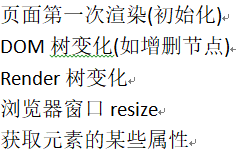 页面第一次渲染(初始化)
DOM 树变化(如增删节点)
Render 树变化
浏览器窗口 resize
获取元素的某些属性